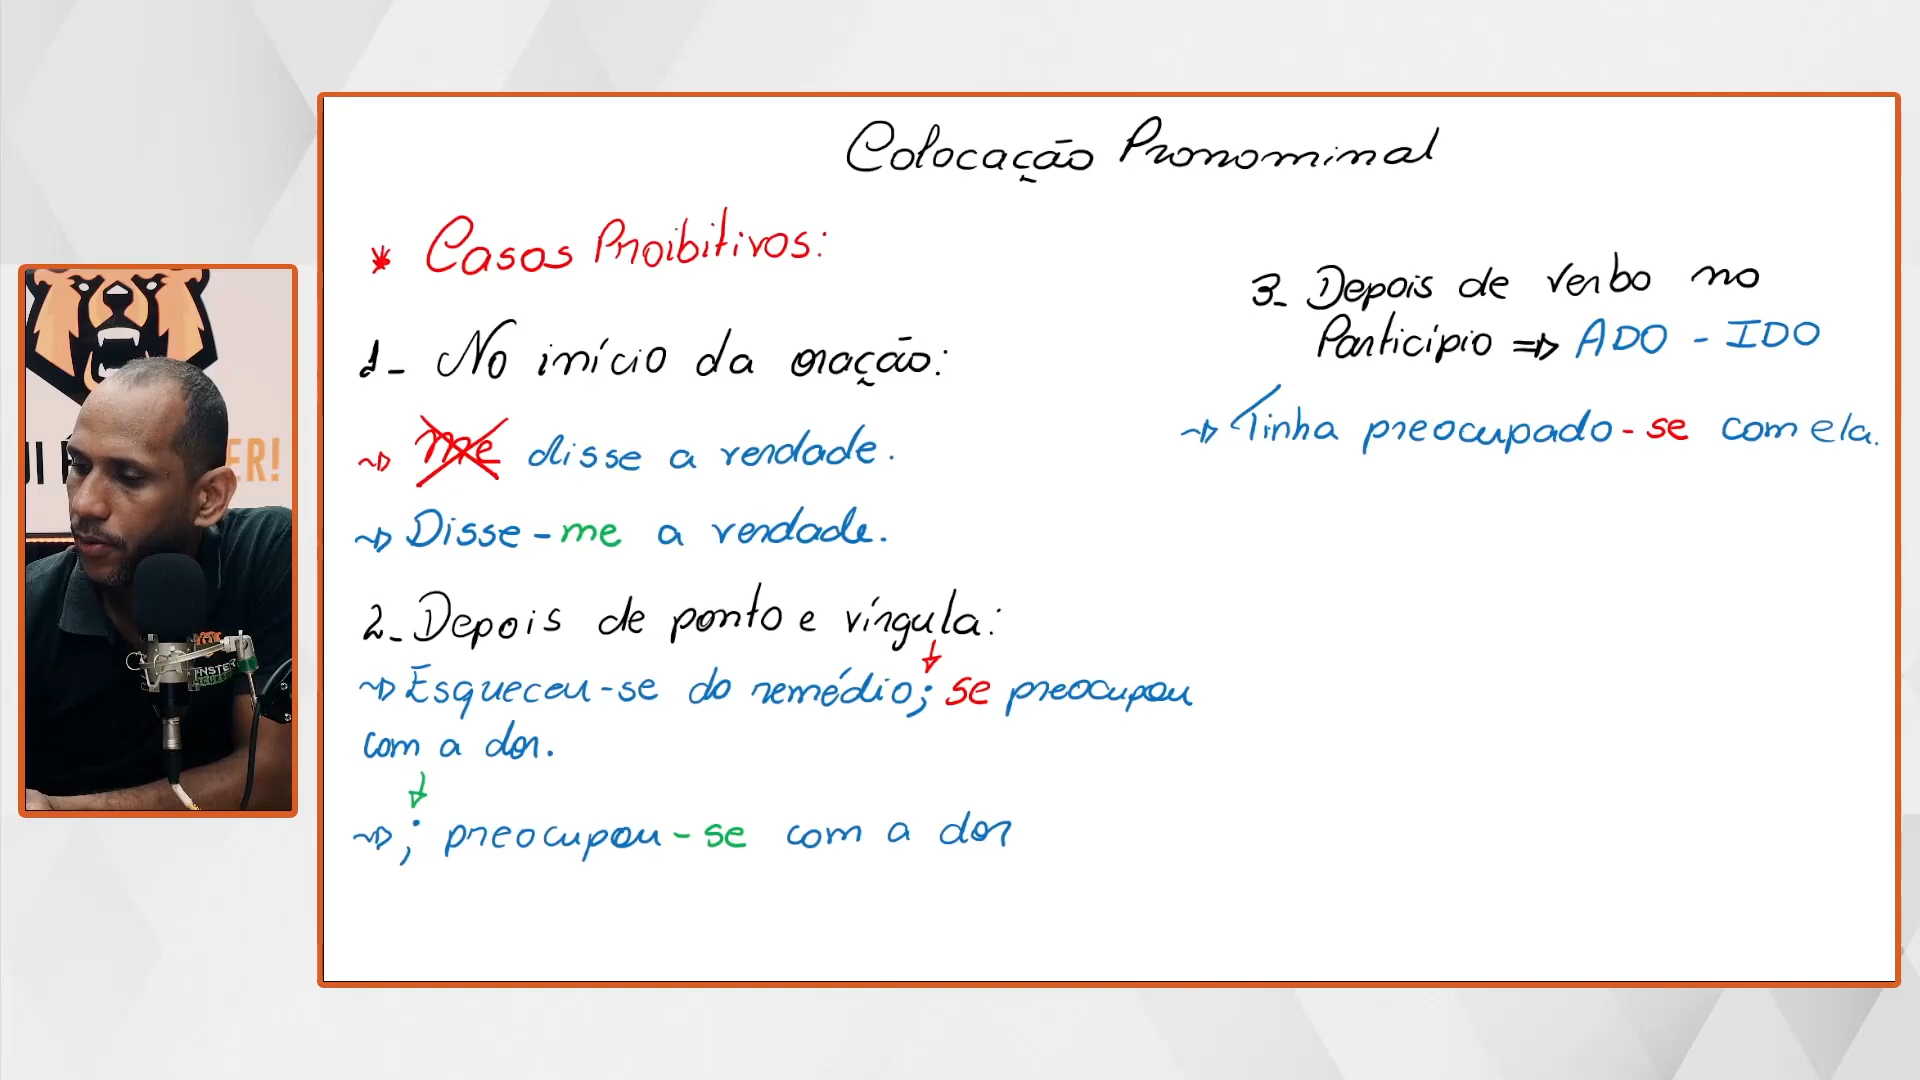 Colocação Pronominal
* Casos Proibitivos:
1- No início da oração:
me disse a verdade.
Disse-me a verdade.
2- Depois de ponto e vírgula:
Esqueceu-se do remédio; se preocupou
com a dor.
; preocupou-se com a dor
3- Depois de verbo no
Particípio => ADO - IDO
Tinha preocupado-se com ela.
ER!